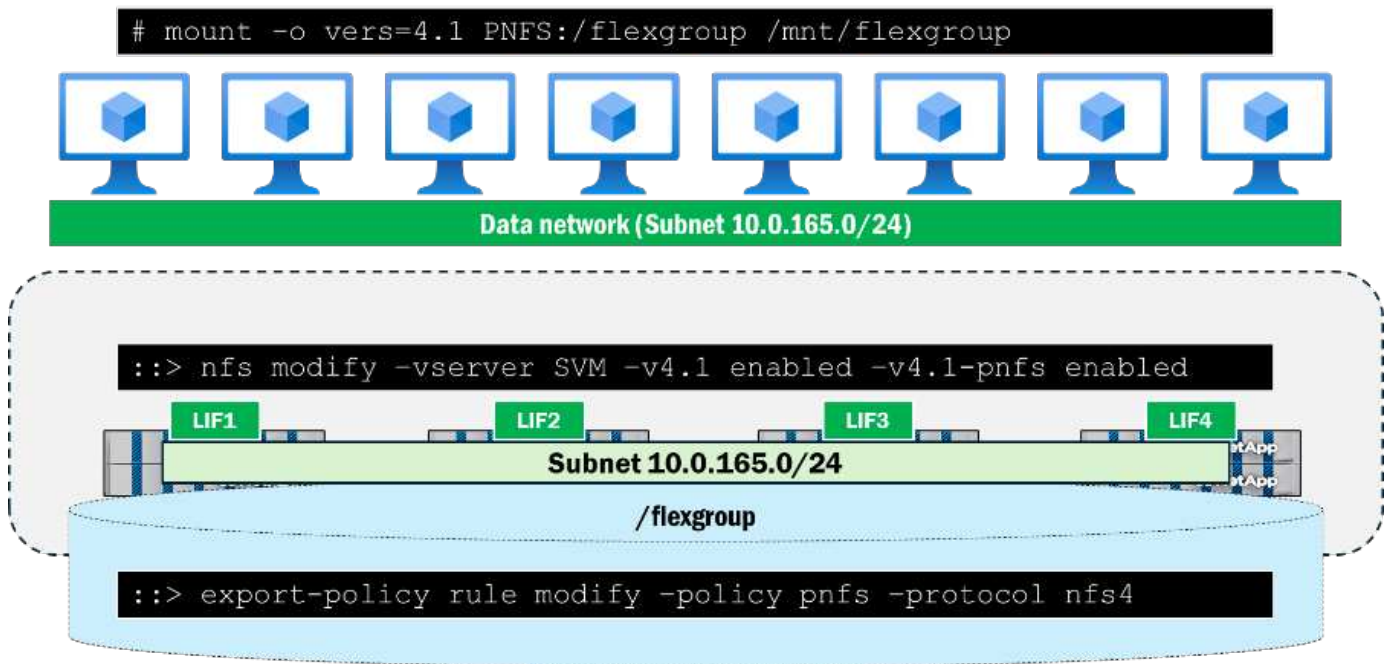 # mount -o vers=4.1 PNFS:/flexgroup /mnt/flexgroup
Data network (Subnet 10.0.165.0/24)
::> nfs modify –vserver SVM –v4.1 enabled –v4.1-pnfs enabled
LIF1 LIF2 LIF3 LIF4
Subnet 10.0.165.0/24
/flexgroup
::> export-policy rule modify –policy pnfs –protocol nfs4